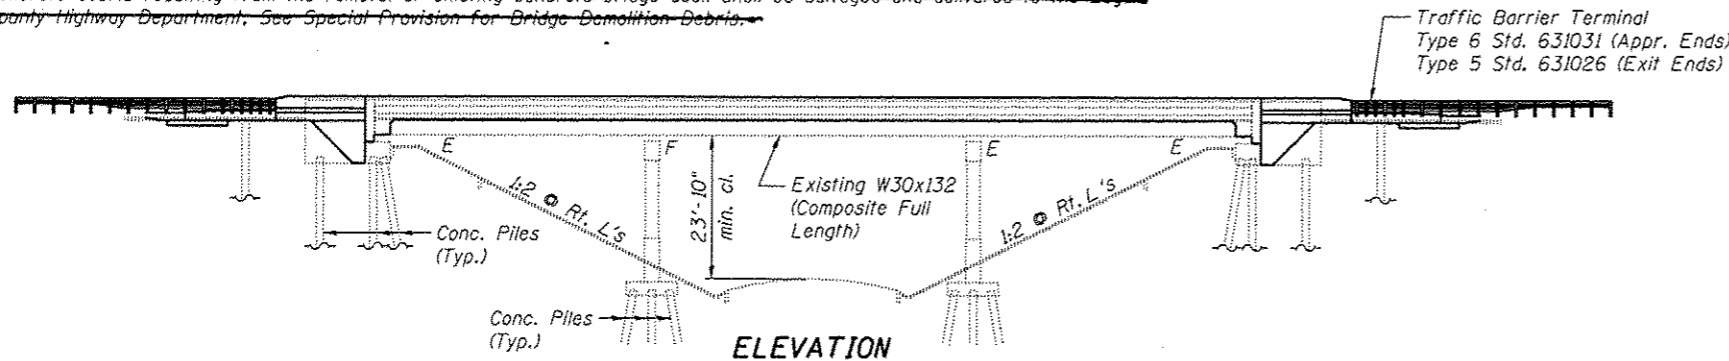 County Highway Department; See Special Provision for Bridge Demolition Debris.
Traffic Barrier Terminal
Type 6 Std. 631031 (Appr. Ends)
Type 5 Std. 631026 (Exit Ends)
E
F
E
E
1:2 @ Rt. L's
23'-10"
min. cl.
Existing W30x132
(Composite Full
Length)
1:2 @ Rt. L's
Conc. Piles
(Typ.)
Conc. Piles
(Typ.)
ELEVATION